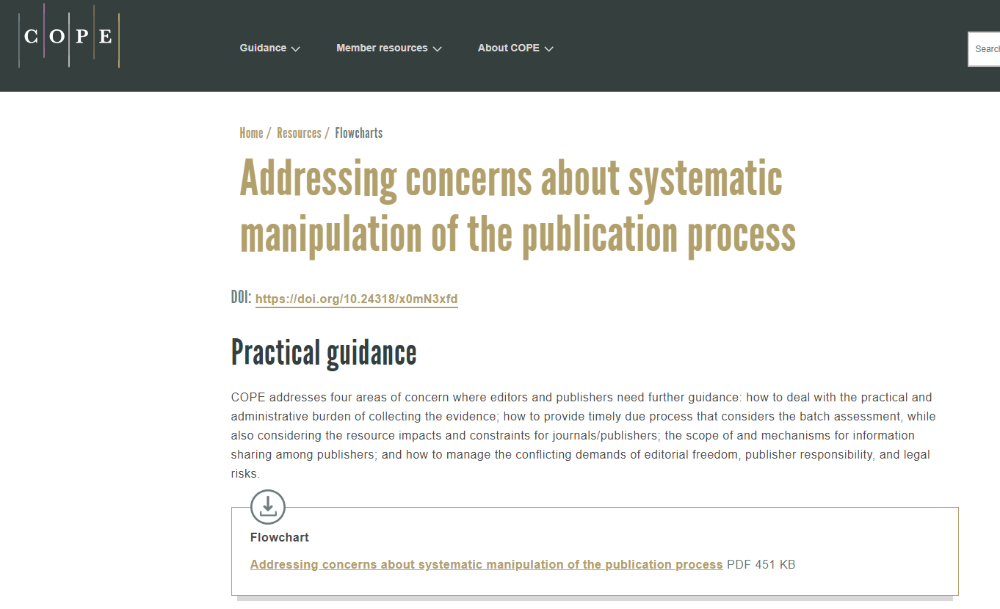 COPE
Guidance
Member resources
About COPE
Search
Home / Resources / Flowcharts
Addressing concerns about systematic
manipulation of the publication process
DOI: https://doi.org/10.24318/x0mN3xfd
Practical guidance
COPE addresses four areas of concern where editors and publishers need further guidance: how to deal with the practical and
administrative burden of collecting the evidence; how to provide timely due process that considers the batch assessment, while
also considering the resource impacts and constraints for journals/publishers; the scope of and mechanisms for information
sharing among publishers; and how to manage the conflicting demands of editorial freedom, publisher responsibility, and legal
risks.
Flowchart
Addressing concerns about systematic manipulation of the publication process PDF 451 KB